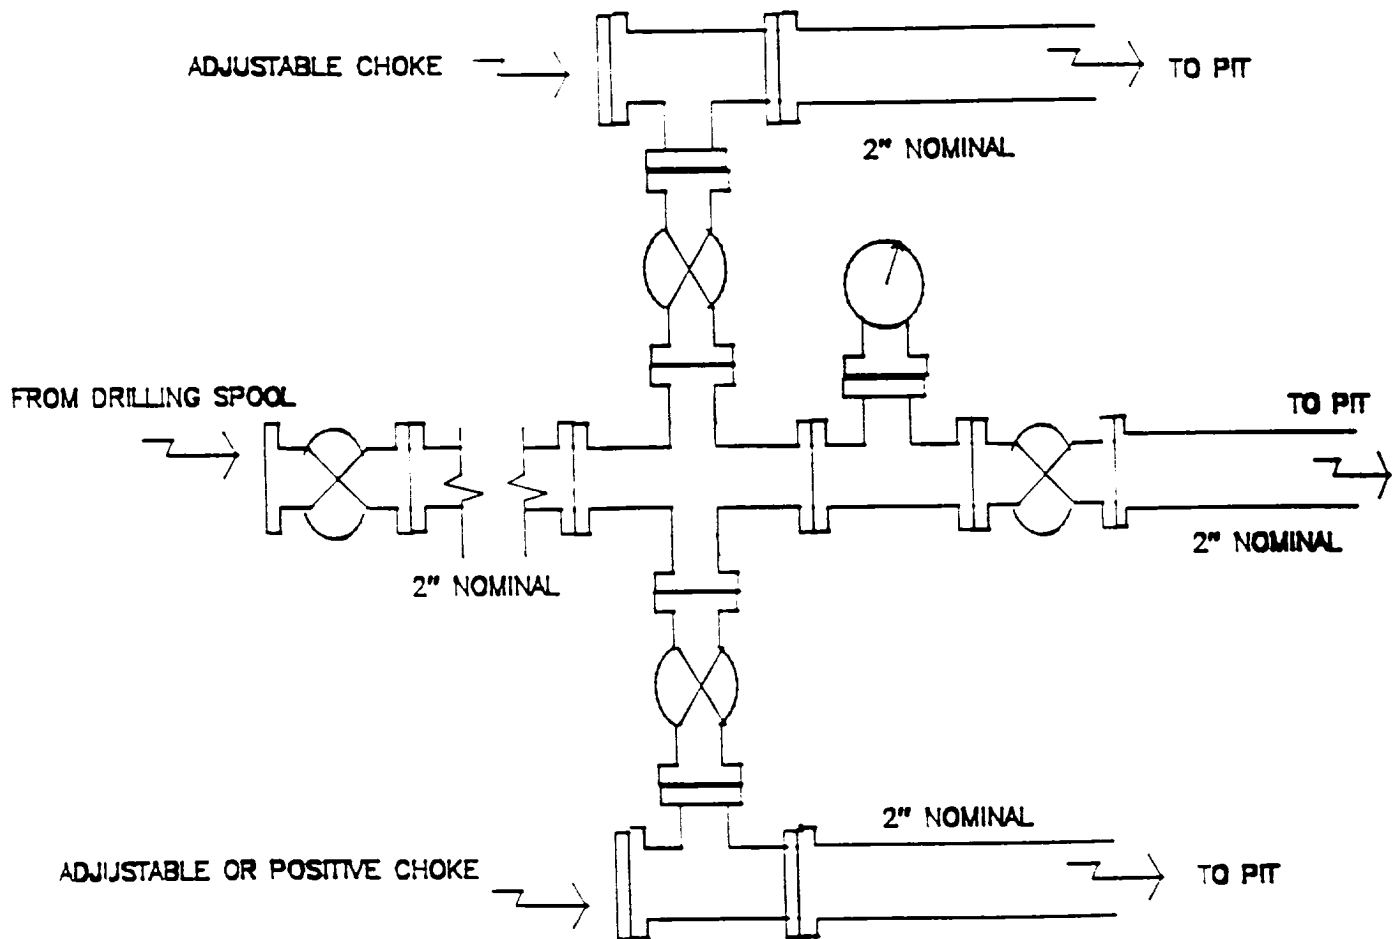 ADJUSTABLE CHOKE
TO PIT
2" NOMINAL
FROM DRILLING SPOOL
TO PIT
2" NOMINAL
2" NOMINAL
2" NOMINAL
ADJUSTABLE OR POSITIVE CHOKE
TO PIT